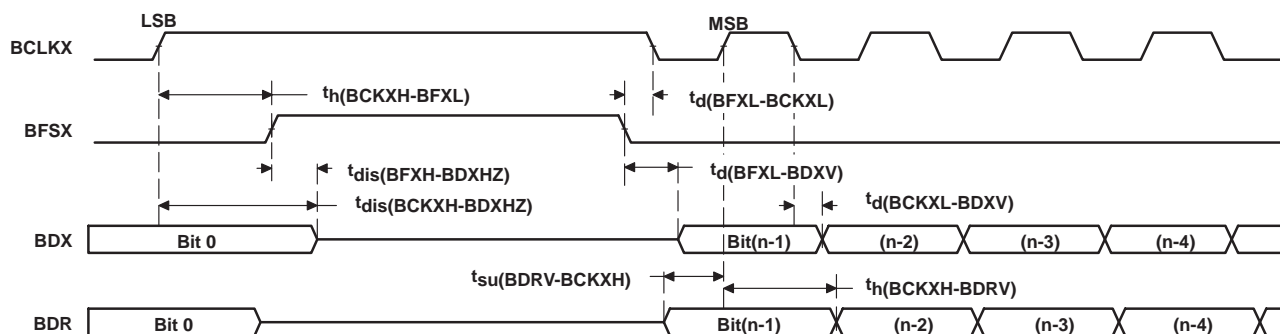 LSB MSB
BCLKX
th(BCKXH-BFXL) td(BFXL-BCKXL)
BFSX
tdis(BFXH-BDXHZ) td(BFXL-BDXV)
tdis(BCKXH-BDXHZ) td(BCKXL-BDXV)
BDX Bit 0 Bit(n-1) (n-2) (n-3) (n-4)
tsu(BDRV-BCKXH) th(BCKXH-BDRV)
BDR Bit 0 Bit(n-1) (n-2) (n-3) (n-4)